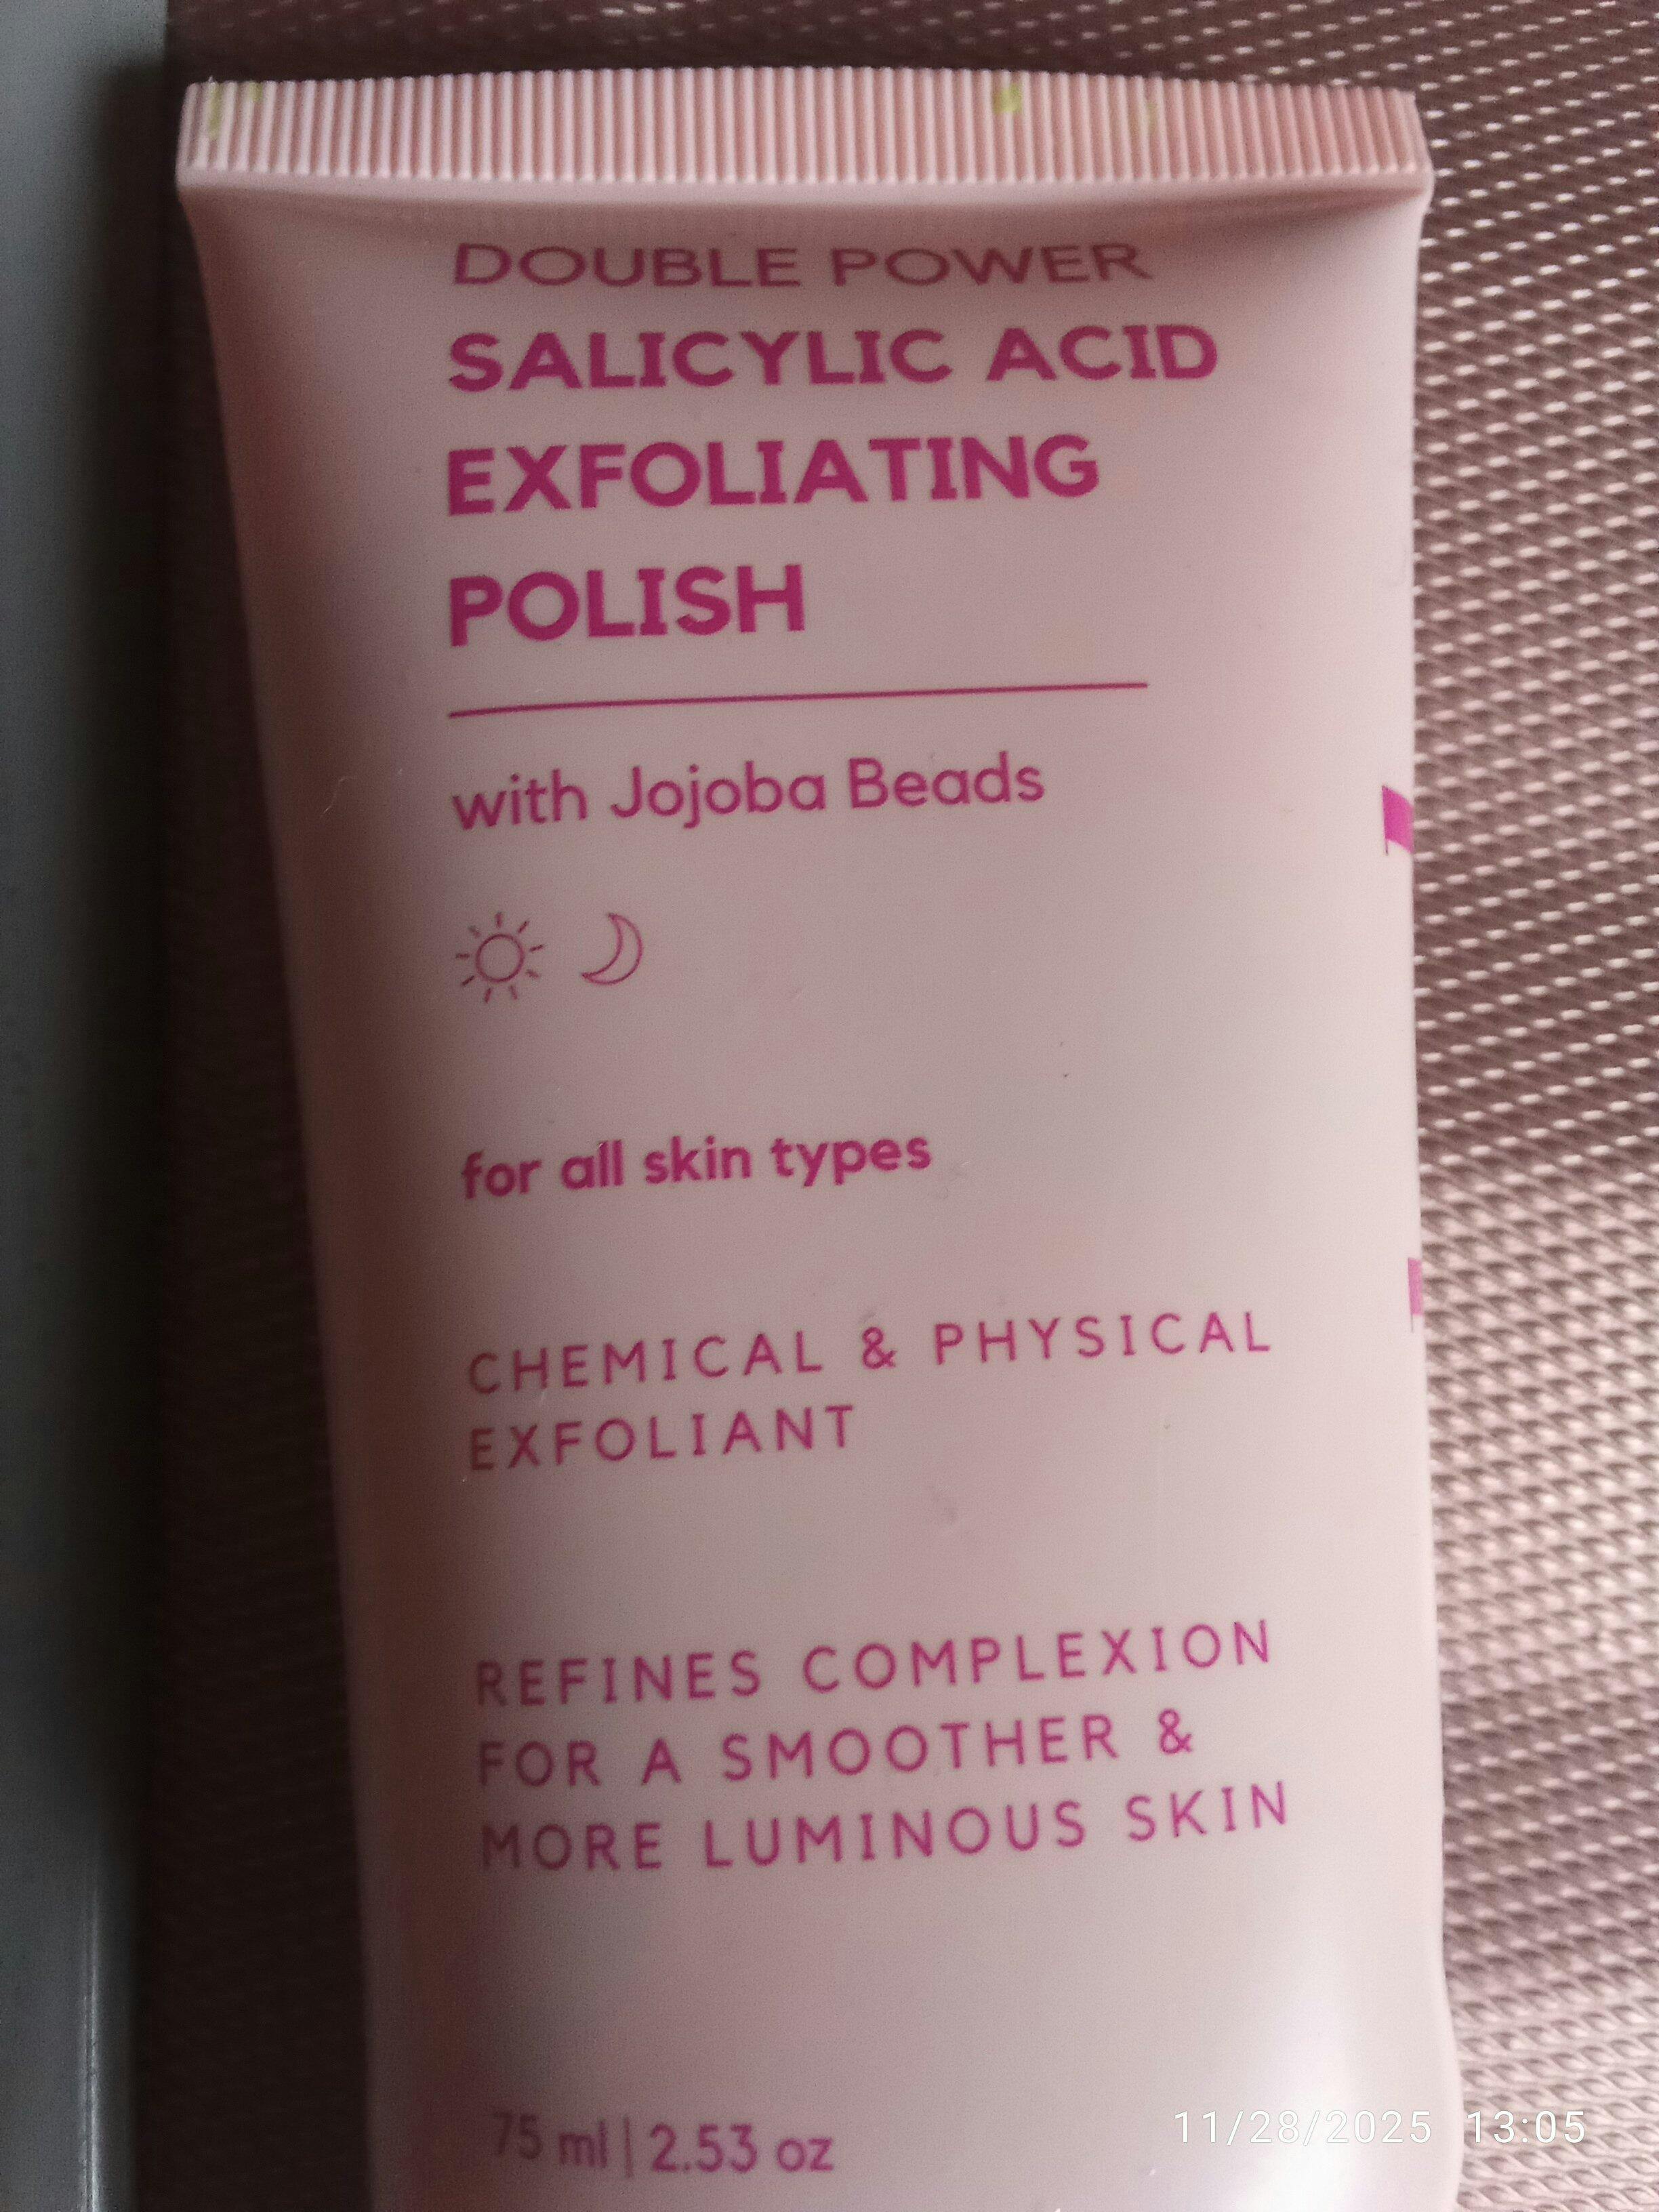 DOUBLE POWER
SALICYLIC ACID
EXFOLIATING
POLISH
with Jojoba Beads
for all skin types
CHEMICAL & PHYSICAL
EXFOLIANT
REFINES COMPLEXION
FOR A SMOOTHER &
MORE LUMINOUS SKIN
75 ml | 2.53 oz
11/28/2025 13:05